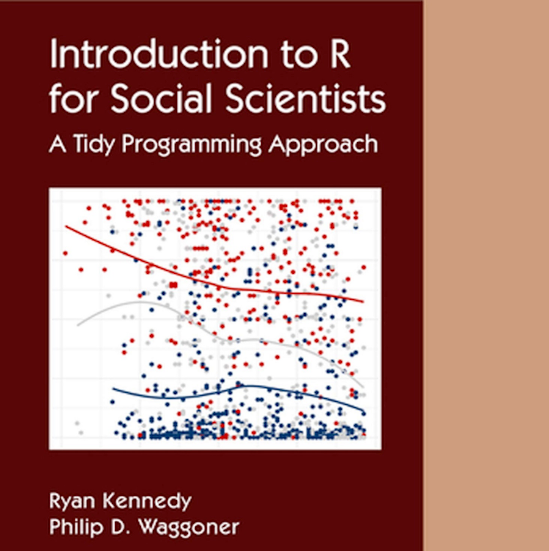 Introduction to R
for Social Scientists
A Tidy Programming Approach
Ryan Kennedy
Philip D. Waggoner